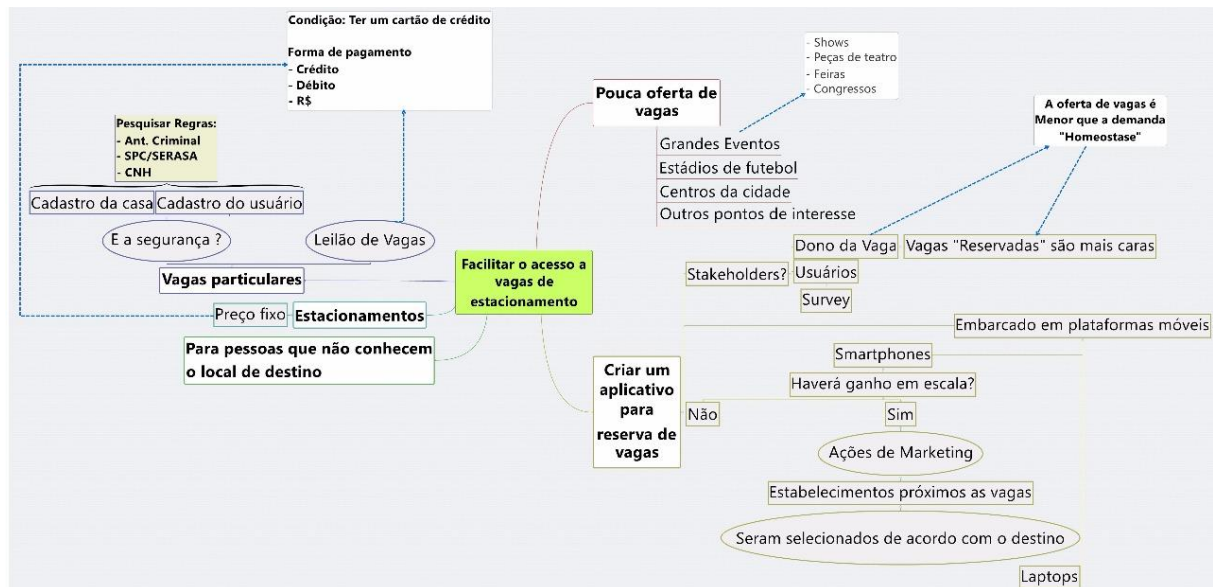 Condição: Ter um cartão de crédito
Forma de pagamento
- Crédito
- Débito
- R$
Pesquisar Regras:
- Ant. Criminal
- SPC/SERASA
- CNH
Cadastro da casa
Cadastro do usuário
E a segurança ?
Leilão de Vagas
Vagas particulares
Preço fixo
Estacionamentos
Para pessoas que não conhecem
o local de destino
Facilitar o acesso a
vagas de
estacionamento
Pouca oferta de
vagas
Grandes Eventos
Estádios de futebol
Centros da cidade
Outros pontos de interesse
- Shows
- Peças de teatro
- Feiras
- Congressos
A oferta de vagas é
Menor que a demanda
"Homeostase"
Dono da Vaga
Vagas "Reservadas" são mais caras
Stakeholders?
Usuários
Survey
Embarcado em plataformas móveis
Smartphones
Haverá ganho em escala?
Criar um
aplicativo
para
reserva de
vagas
Não
Sim
Ações de Marketing
Estabelecimentos próximos as vagas
Seram selecionados de acordo com o destino
Laptops